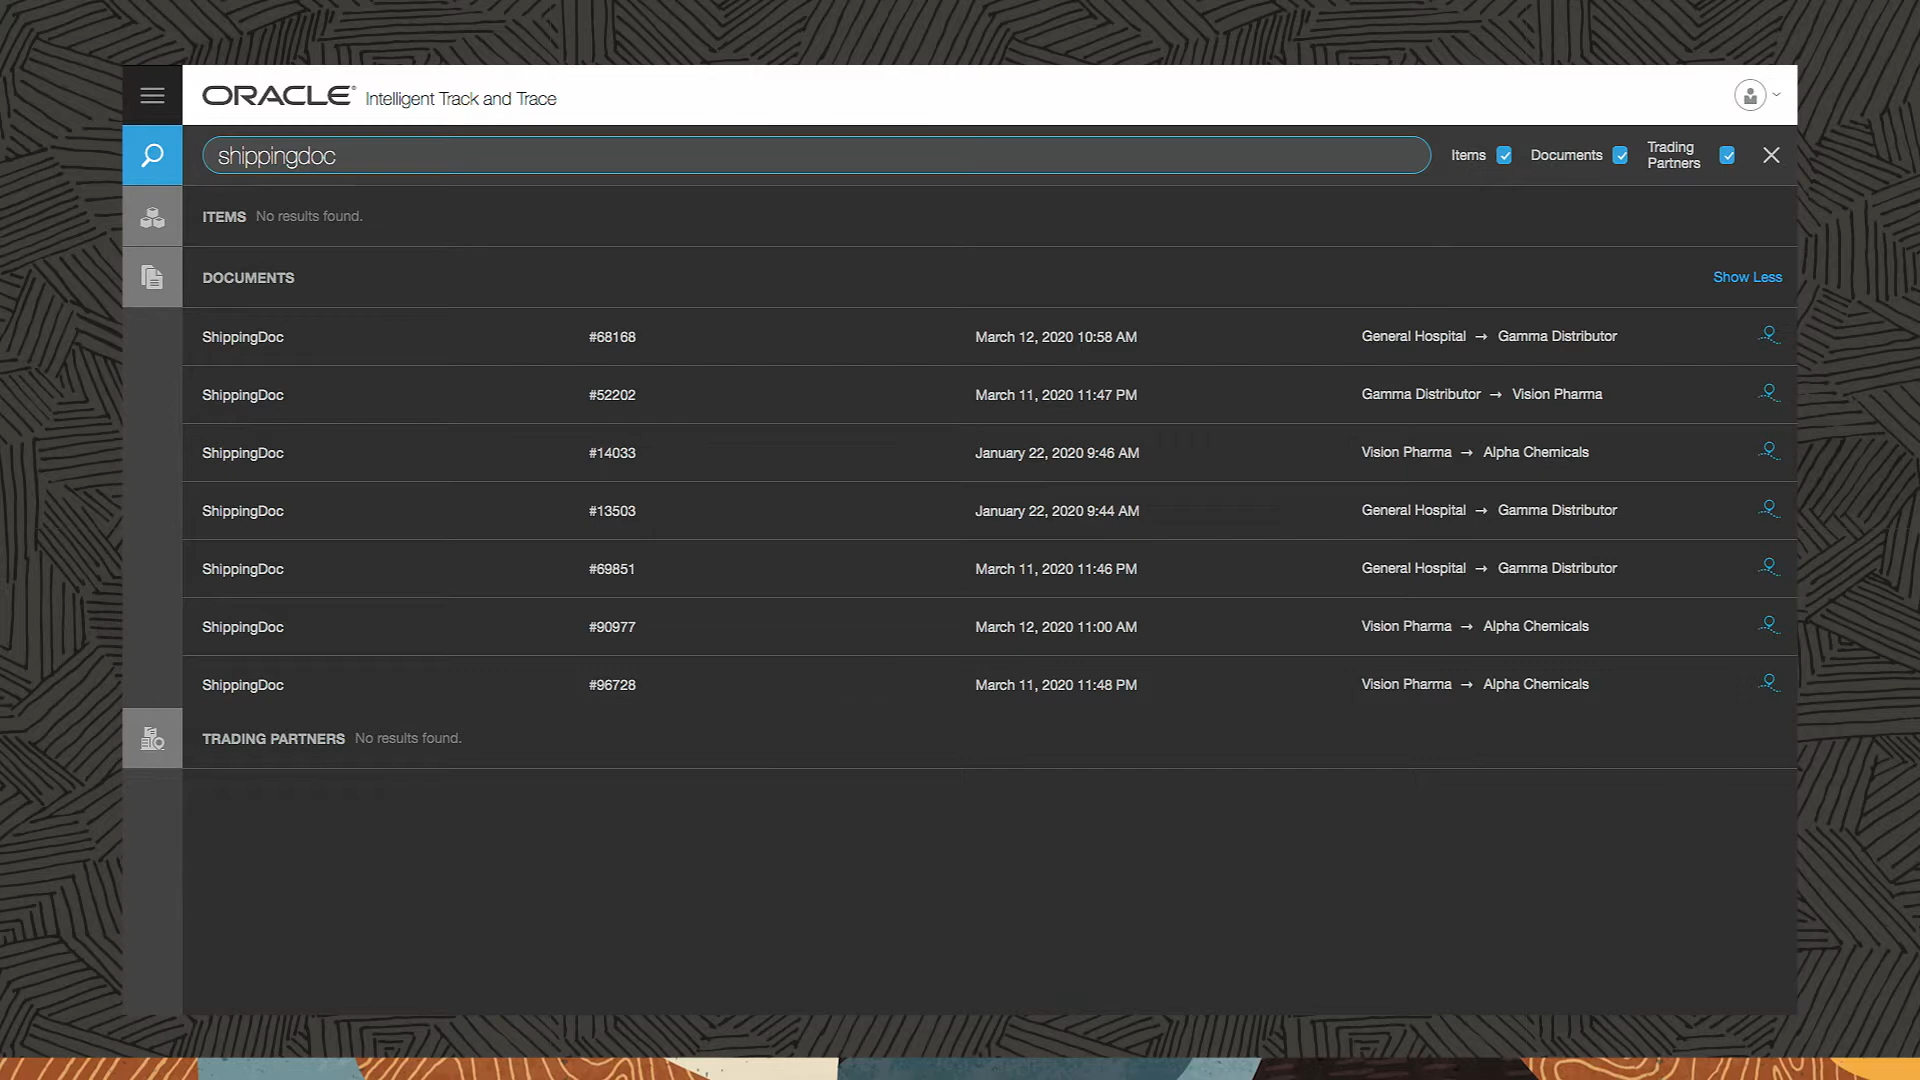 ORACLE® Intelligent Track and Trace
shippingdoc
Items
Documents
Trading
Partners
ITEMS No results found.
DOCUMENTS
Show Less
ShippingDoc #68168 March 12, 2020 10:58 AM General Hospital → Gamma Distributor
ShippingDoc #52202 March 11, 2020 11:47 PM Gamma Distributor → Vision Pharma
ShippingDoc #14033 January 22, 2020 9:46 AM Vision Pharma → Alpha Chemicals
ShippingDoc #13503 January 22, 2020 9:44 AM General Hospital → Gamma Distributor
ShippingDoc #69851 March 11, 2020 11:46 PM General Hospital → Gamma Distributor
ShippingDoc #90977 March 12, 2020 11:00 AM Vision Pharma → Alpha Chemicals
ShippingDoc #96728 March 11, 2020 11:48 PM Vision Pharma → Alpha Chemicals
TRADING PARTNERS No results found.